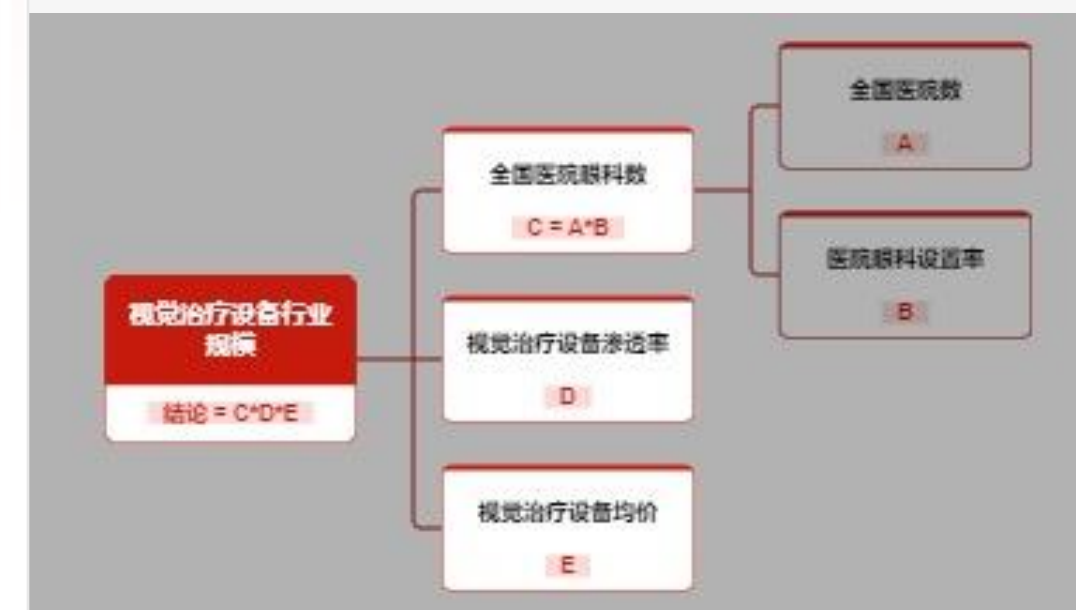 全国医院数
A
全国医院眼科数
C = A*B
医院眼科设置率
B
视觉治疗设备行业
规模
结论 = C*D*E
视觉治疗设备渗透率
D
视觉治疗设备均价
E